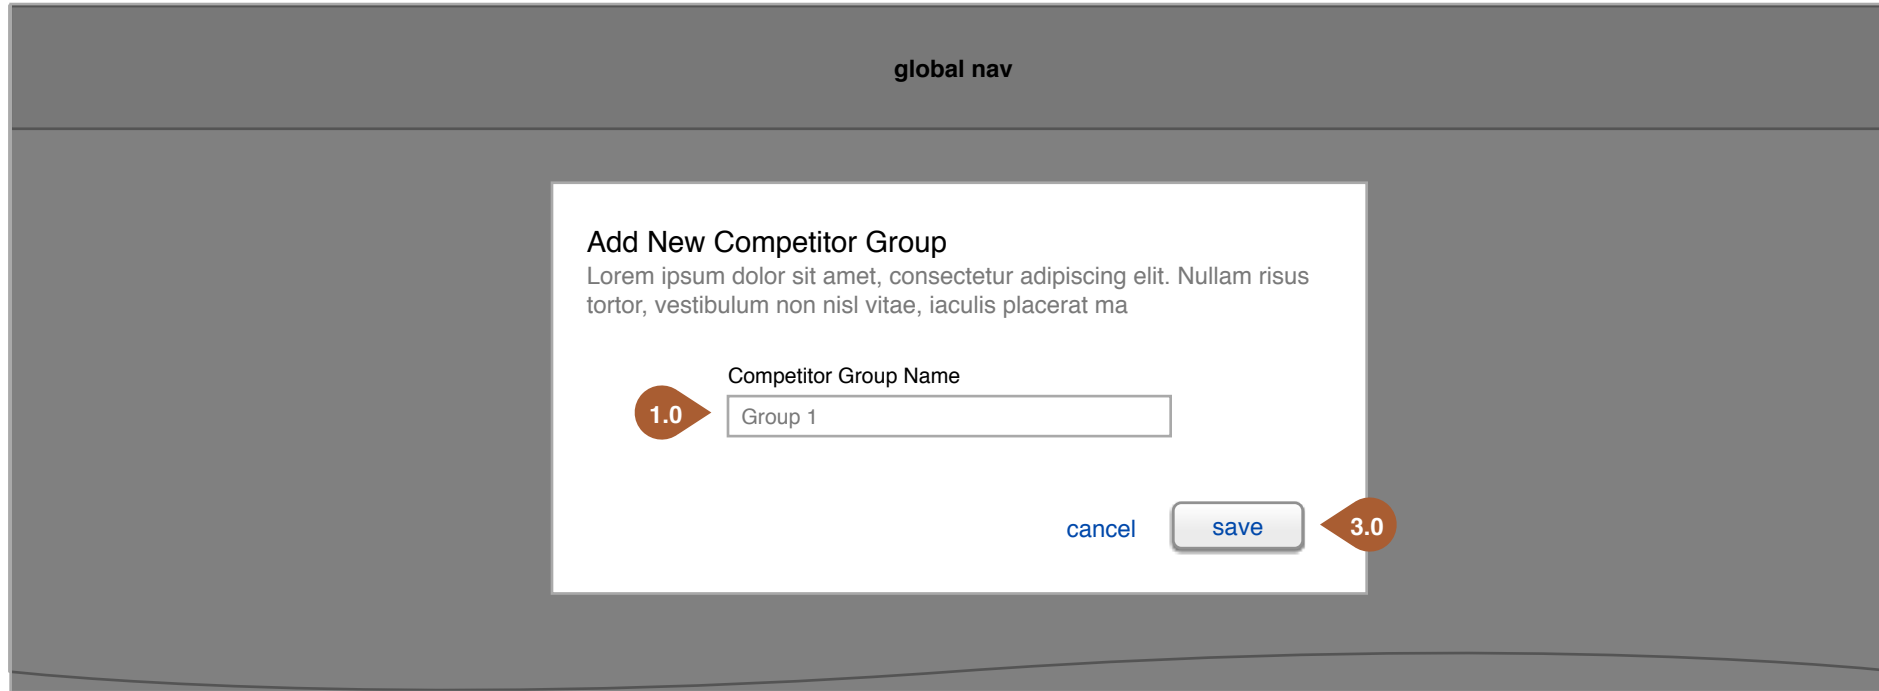 global nav
Add New Competitor Group
Lorem ipsum dolor sit amet, consectetur adipiscing elit. Nullam risus
tortor, vestibulum non nisl vitae, iaculis placerat ma
Competitor Group Name
1.0
Group 1
cancel
save
3.0